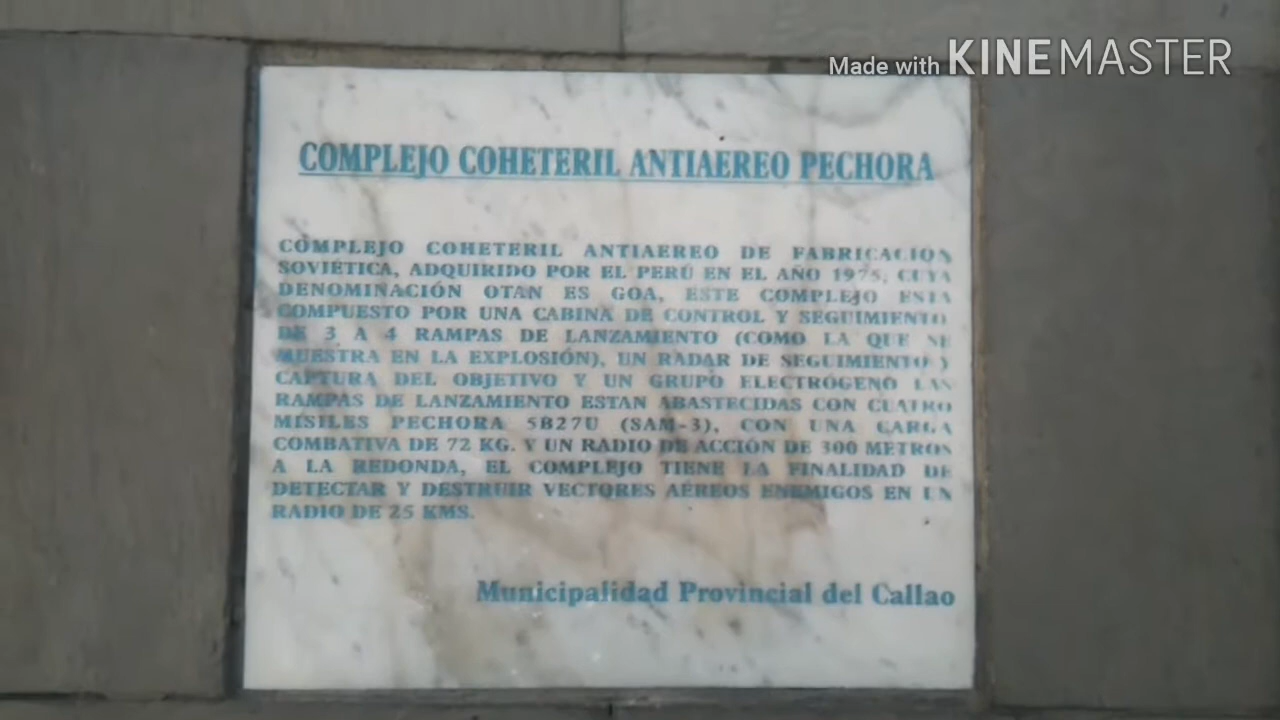 Made with KINEMASTER
COMPLEJO COHETERIL ANTIAEREO PECHORA
COMPLEJO COHETERIL ANTIAEREO DE FABRICACION
SOVIÉTICA, ADQUIRIDO POR EL PERÚ EN EL AÑO 1975, CUYA
DENOMINACIÓN OTAN ES GOA, ESTE COMPLEJO ESTA
COMPUESTO POR UNA CABINA DE CONTROL Y SEGUIMIENTO
DE 3 A 4 RAMPAS DE LANZAMIENTO (COMO LA QUE SE
MUESTRA EN LA EXPLOSIÓN), UN RADAR DE SEGUIMIENTO Y
CAPTURA DEL OBJETIVO Y UN GRUPO ELECTRÓGENO LAS
RAMPAS DE LANZAMIENTO ESTAN ABASTECIDAS CON CUATRO
MISILES PECHORA 5B27U (SAM-3), CON UNA CARGA
COMBATIVA DE 72 KG. Y UN RADIO DE ACCIÓN DE 300 METROS
A LA REDONDA, EL COMPLEJO TIENE LA FINALIDAD DE
DETECTAR Y DESTRUIR VECTORES AÉREOS ENEMIGOS EN UN
RADIO DE 25 KMS.
Municipalidad Provincial del Callao